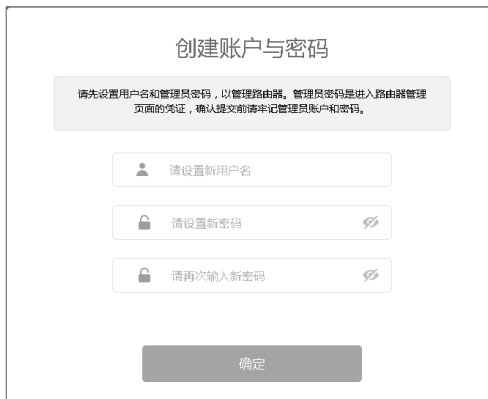 创建账户与密码
请先设置用户名和管理员密码，以管理路由器。管理员密码是进入路由器管理
页面的凭证，确认提交前请牢记管理员账户和密码。
请设置新用户名
请设置新密码
请再次输入新密码
确定